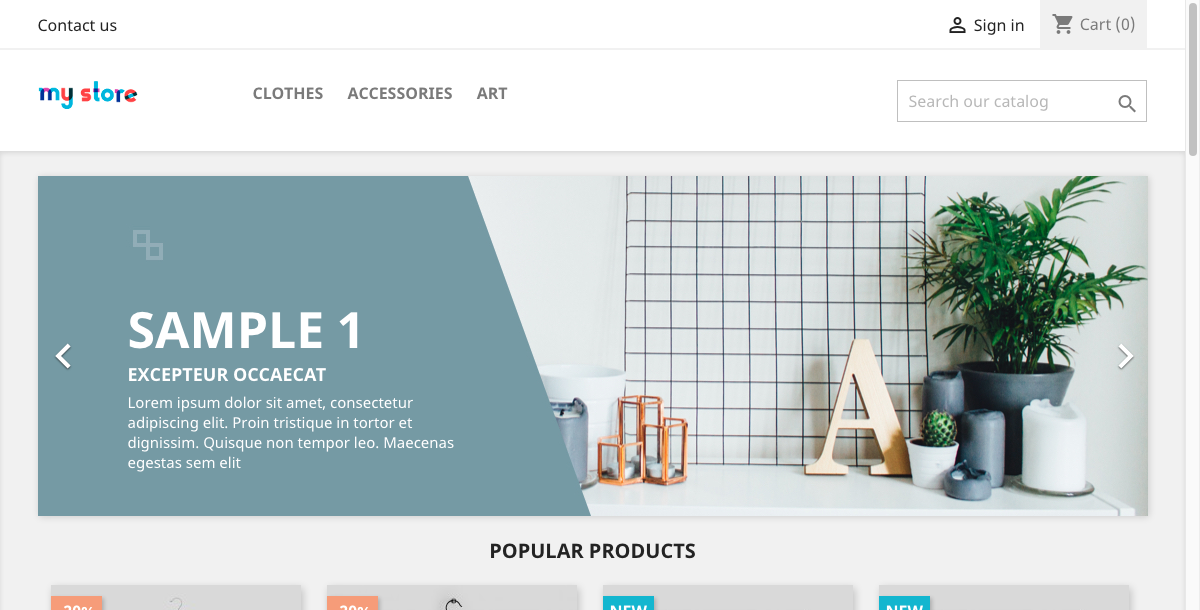 Contact us
Sign in
Cart (0)
my store
CLOTHES
ACCESSORIES
ART
Search our catalog
SAMPLE 1
EXCEPTEUR OCCAECAT
Lorem ipsum dolor sit amet, consectetur
adipiscing elit. Proin tristique in tortor et
dignissim. Quisque non tempor leo. Maecenas
egestas sem elit
A
POPULAR PRODUCTS
-20%
-20%
NEW
NEW